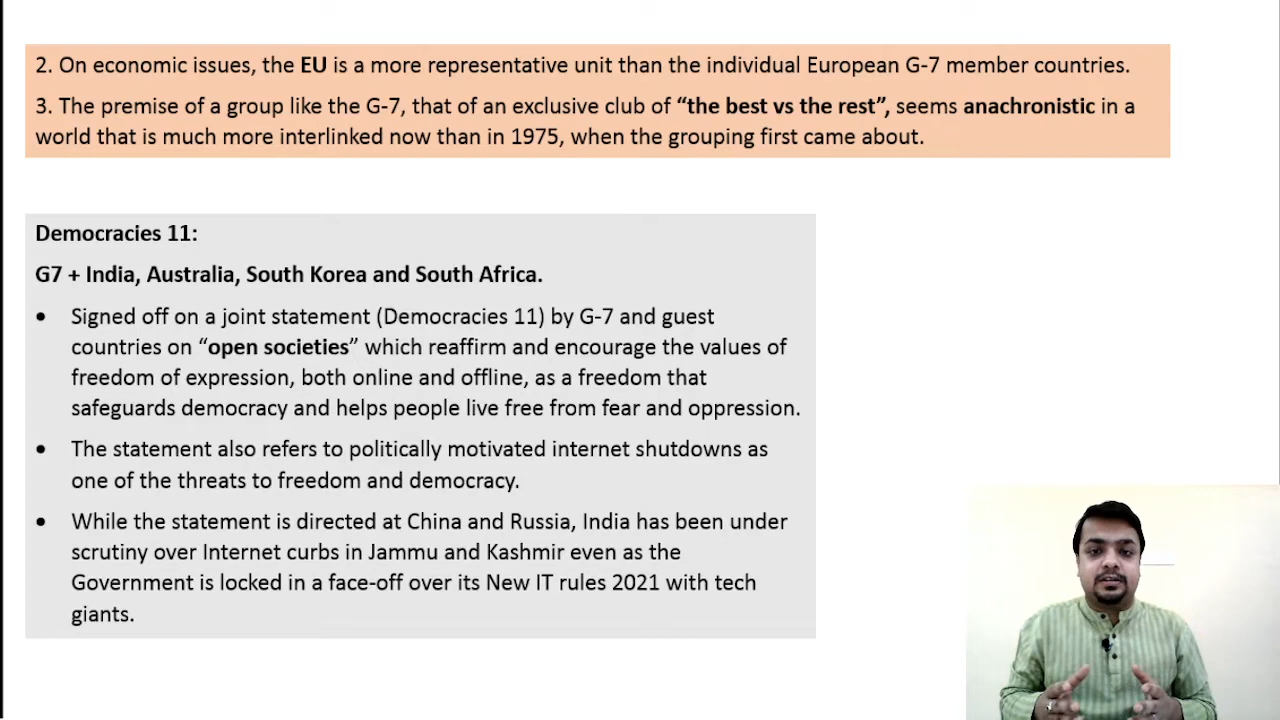 2. On economic issues, the EU is a more representative unit than the individual European G-7 member countries.
3. The premise of a group like the G-7, that of an exclusive club of “the best vs the rest”, seems anachronistic in a
world that is much more interlinked now than in 1975, when the grouping first came about.
Democracies 11:
G7 + India, Australia, South Korea and South Africa.
• Signed off on a joint statement (Democracies 11) by G-7 and guest
countries on “open societies” which reaffirm and encourage the values of
freedom of expression, both online and offline, as a freedom that
safeguards democracy and helps people live free from fear and oppression.
• The statement also refers to politically motivated internet shutdowns as
one of the threats to freedom and democracy.
• While the statement is directed at China and Russia, India has been under
scrutiny over Internet curbs in Jammu and Kashmir even as the
Government is locked in a face-off over its New IT rules 2021 with tech
giants.